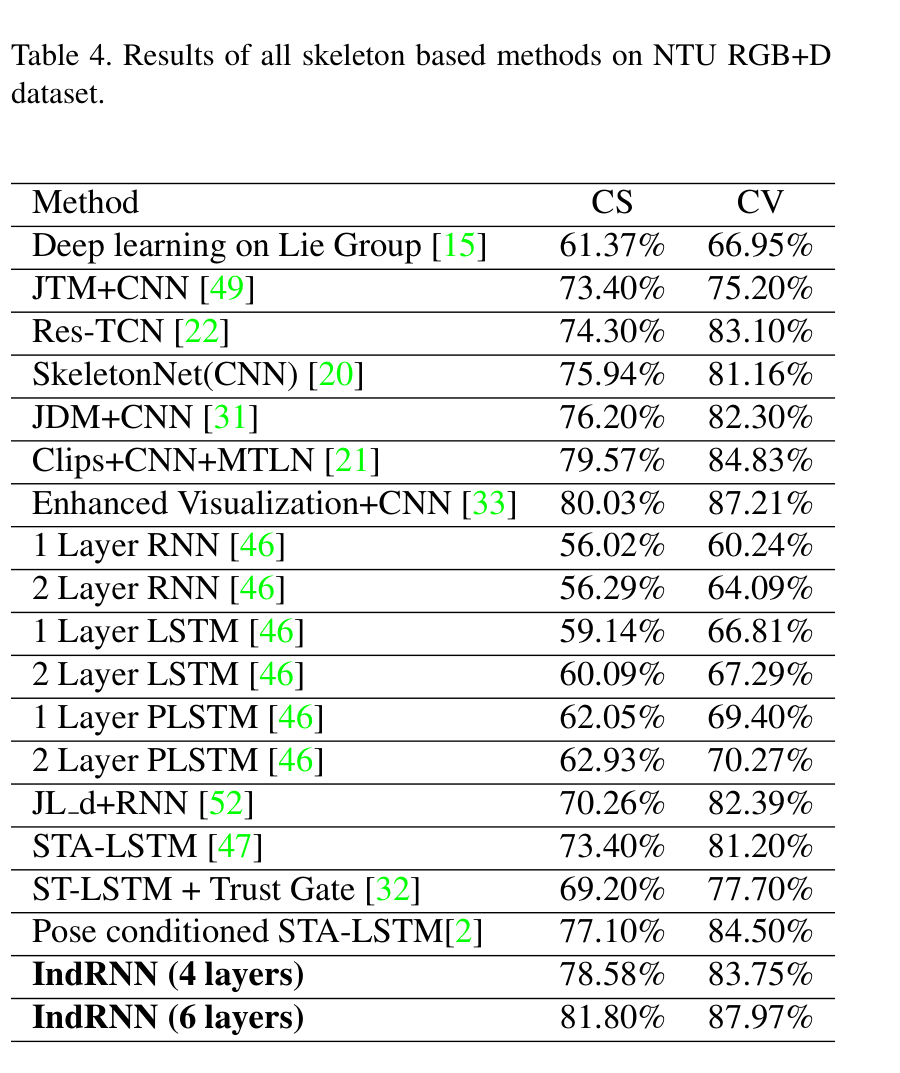 Table 4. Results of all skeleton based methods on NTU RGB+D
dataset.
Method CS CV
Deep learning on Lie Group [15] 61.37% 66.95%
JTM+CNN [49] 73.40% 75.20%
Res-TCN [22] 74.30% 83.10%
SkeletonNet(CNN) [20] 75.94% 81.16%
JDM+CNN [31] 76.20% 82.30%
Clips+CNN+MTLN [21] 79.57% 84.83%
Enhanced Visualization+CNN [33] 80.03% 87.21%
1 Layer RNN [46] 56.02% 60.24%
2 Layer RNN [46] 56.29% 64.09%
1 Layer LSTM [46] 59.14% 66.81%
2 Layer LSTM [46] 60.09% 67.29%
1 Layer PLSTM [46] 62.05% 69.40%
2 Layer PLSTM [46] 62.93% 70.27%
JL_d+RNN [52] 70.26% 82.39%
STA-LSTM [47] 73.40% 81.20%
ST-LSTM + Trust Gate [32] 69.20% 77.70%
Pose conditioned STA-LSTM[2] 77.10% 84.50%
IndRNN (4 layers) 78.58% 83.75%
IndRNN (6 layers) 81.80% 87.97%